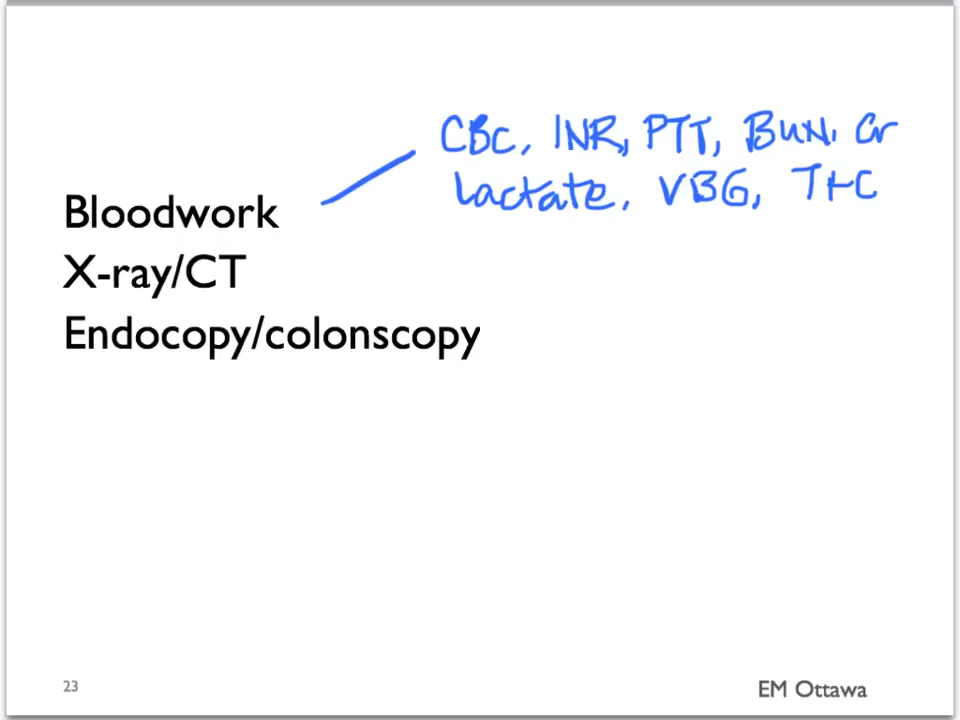 CBC, INR, PTT, BUN, Cr
Lactate, VBG, T+C
Bloodwork
X-ray/CT
Endocopy/colonscopy
23
EM Ottawa